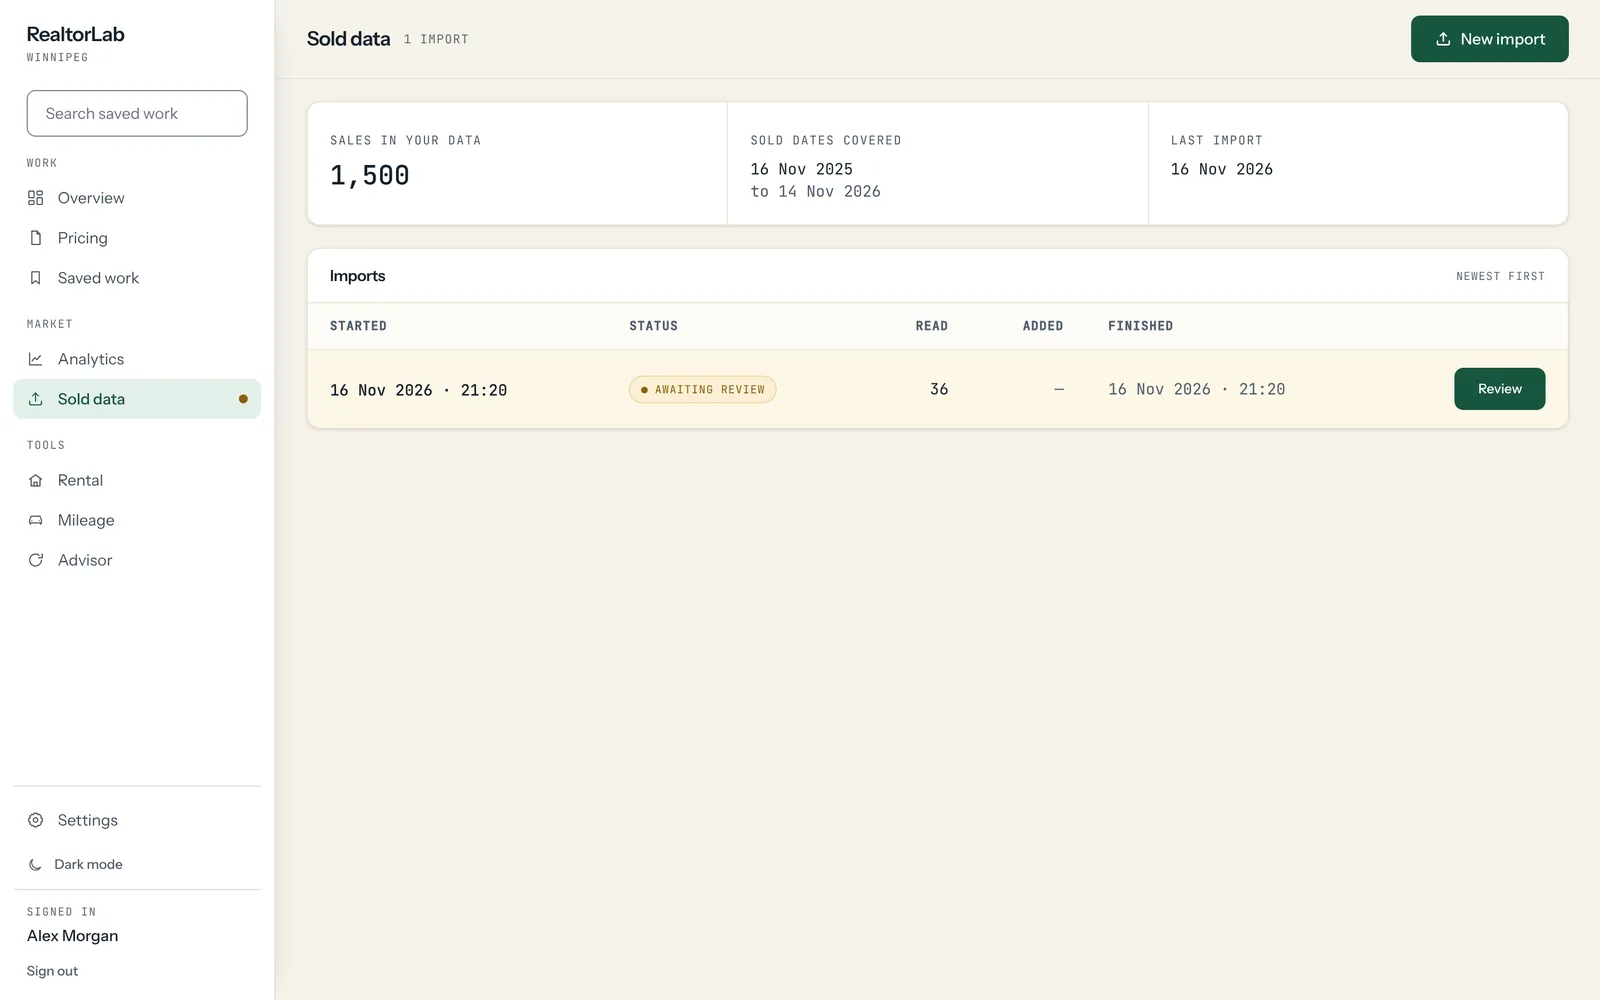 RealtorLab
WINNIPEG
Search saved work
WORK
Overview
Pricing
Saved work
MARKET
Analytics
Sold data
TOOLS
Rental
Mileage
Advisor
Settings
Dark mode
SIGNED IN
Alex Morgan
Sign out
Sold data 1 IMPORT
New import
SALES IN YOUR DATA
1,500
SOLD DATES COVERED
16 Nov 2025
to 14 Nov 2026
LAST IMPORT
16 Nov 2026
Imports NEWEST FIRST
STARTED STATUS READ ADDED FINISHED
16 Nov 2026 · 21:20 AWAITING REVIEW 36 — 16 Nov 2026 · 21:20 Review